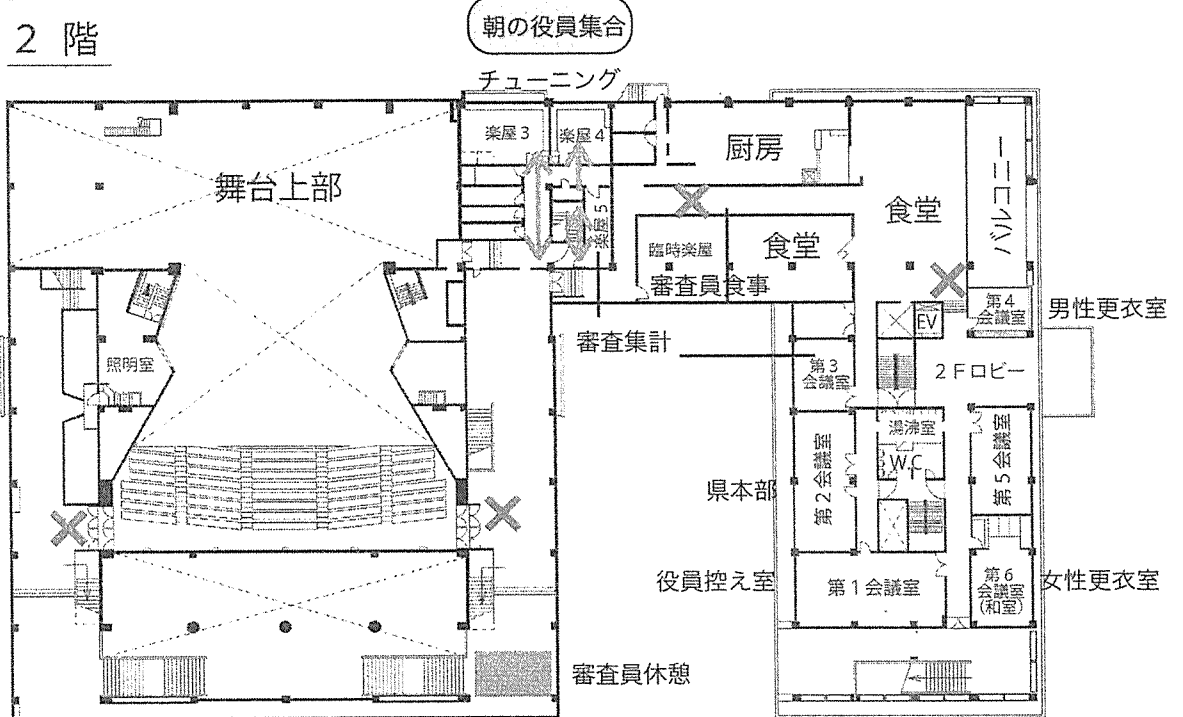 朝の役員集合
2 階
チューニング
楽屋3
楽屋4
厨房
舞台上部
楽屋5
食堂
バルコニー
臨時楽屋
食堂
審査員食事
第4
会議室
男性更衣室
EV
審査集計
照明室
第3
会議室
2Fロビー
湯沸室
W.C
第2会議室
第5会議室
県本部
役員控え室
第1会議室
第6
会議室
(和室)
女性更衣室
審査員休憩